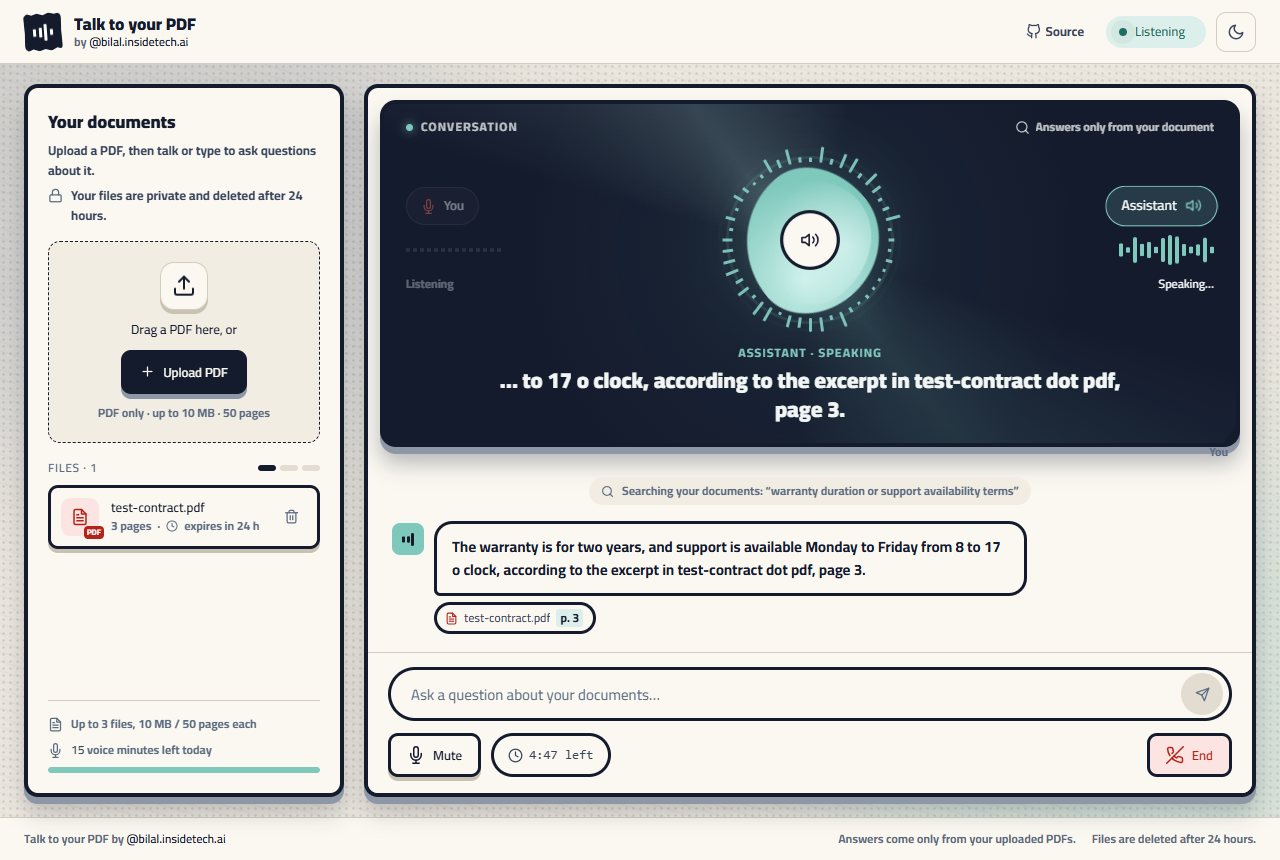 Talk to your PDF
by @bilal.insidetech.ai
Source
Listening
Your documents
Upload a PDF, then talk or type to ask questions
about it.
Your files are private and deleted after 24
hours.
Drag a PDF here, or
Upload PDF
PDF only · up to 10 MB · 50 pages
FILES · 1
test-contract.pdf
3 pages · expires in 24 h
PDF
Up to 3 files, 10 MB / 50 pages each
15 voice minutes left today
CONVERSATION
Answers only from your document
You
Listening
Assistant
Speaking...
ASSISTANT · SPEAKING
... to 17 o clock, according to the excerpt in test-contract dot pdf,
page 3.
You
Searching your documents: “warranty duration or support availability terms”
The warranty is for two years, and support is available Monday to Friday from 8 to 17
o clock, according to the excerpt in test-contract dot pdf, page 3.
test-contract.pdf p. 3
Ask a question about your documents...
Mute
4:47 left
End
Talk to your PDF by @bilal.insidetech.ai
Answers come only from your uploaded PDFs. Files are deleted after 24 hours.